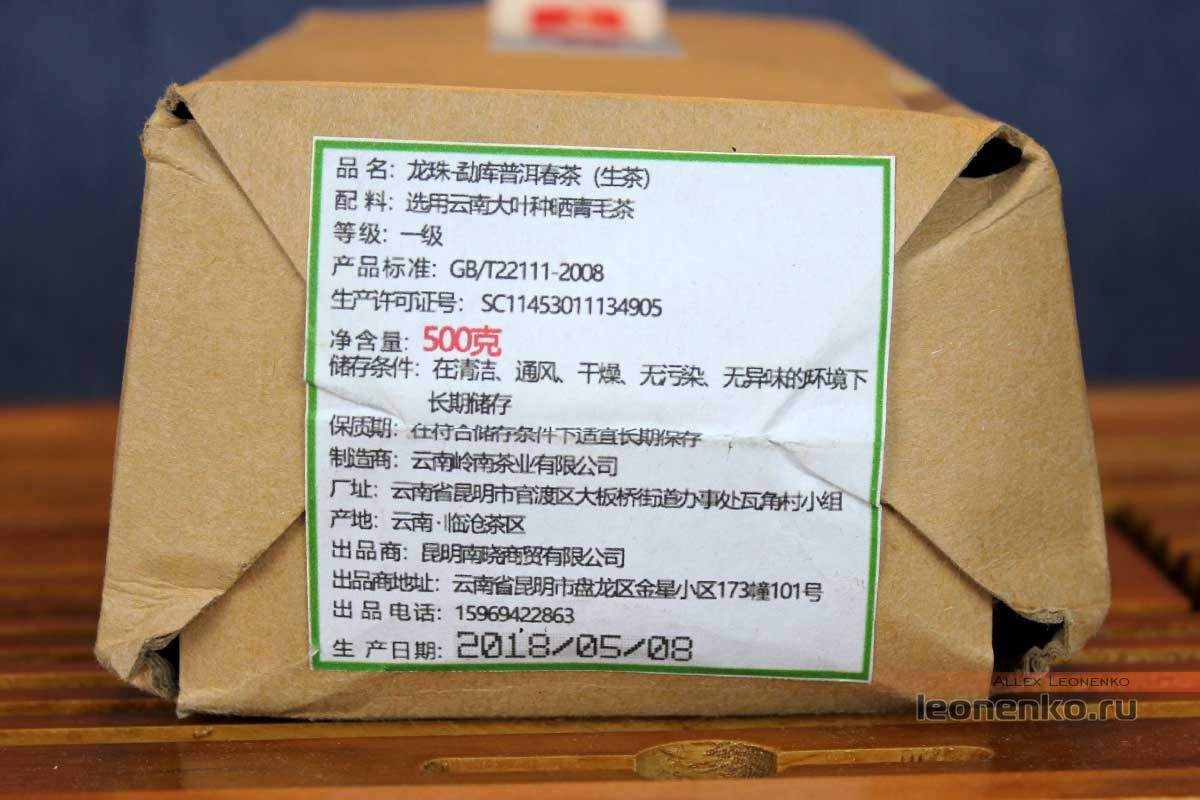 品 名：龙珠-勐库普洱春茶（生茶）
配 料：选用云南大叶种晒青毛茶
等级：一级
产品标准：GB/T22111-2008
生产许可证号：SC11453011134905
净含量：500克
储存条件：在清洁、通风、干燥、无污染、无异味的环境下
长期储存
保质期：在符合储存条件下适宜长期保存
制造商：云南岭南茶业有限公司
厂址：云南省昆明市官渡区大板桥街道办事处瓦角村小组
产地：云南·临沧茶区
出品商：昆明南晓商贸有限公司
出品商地址：云南省昆明市盘龙区金星小区173幢101号
出 品 电话：15969422863
生 产日期：2018/05/08
ALLEX LEONENKO
leonenko.ru